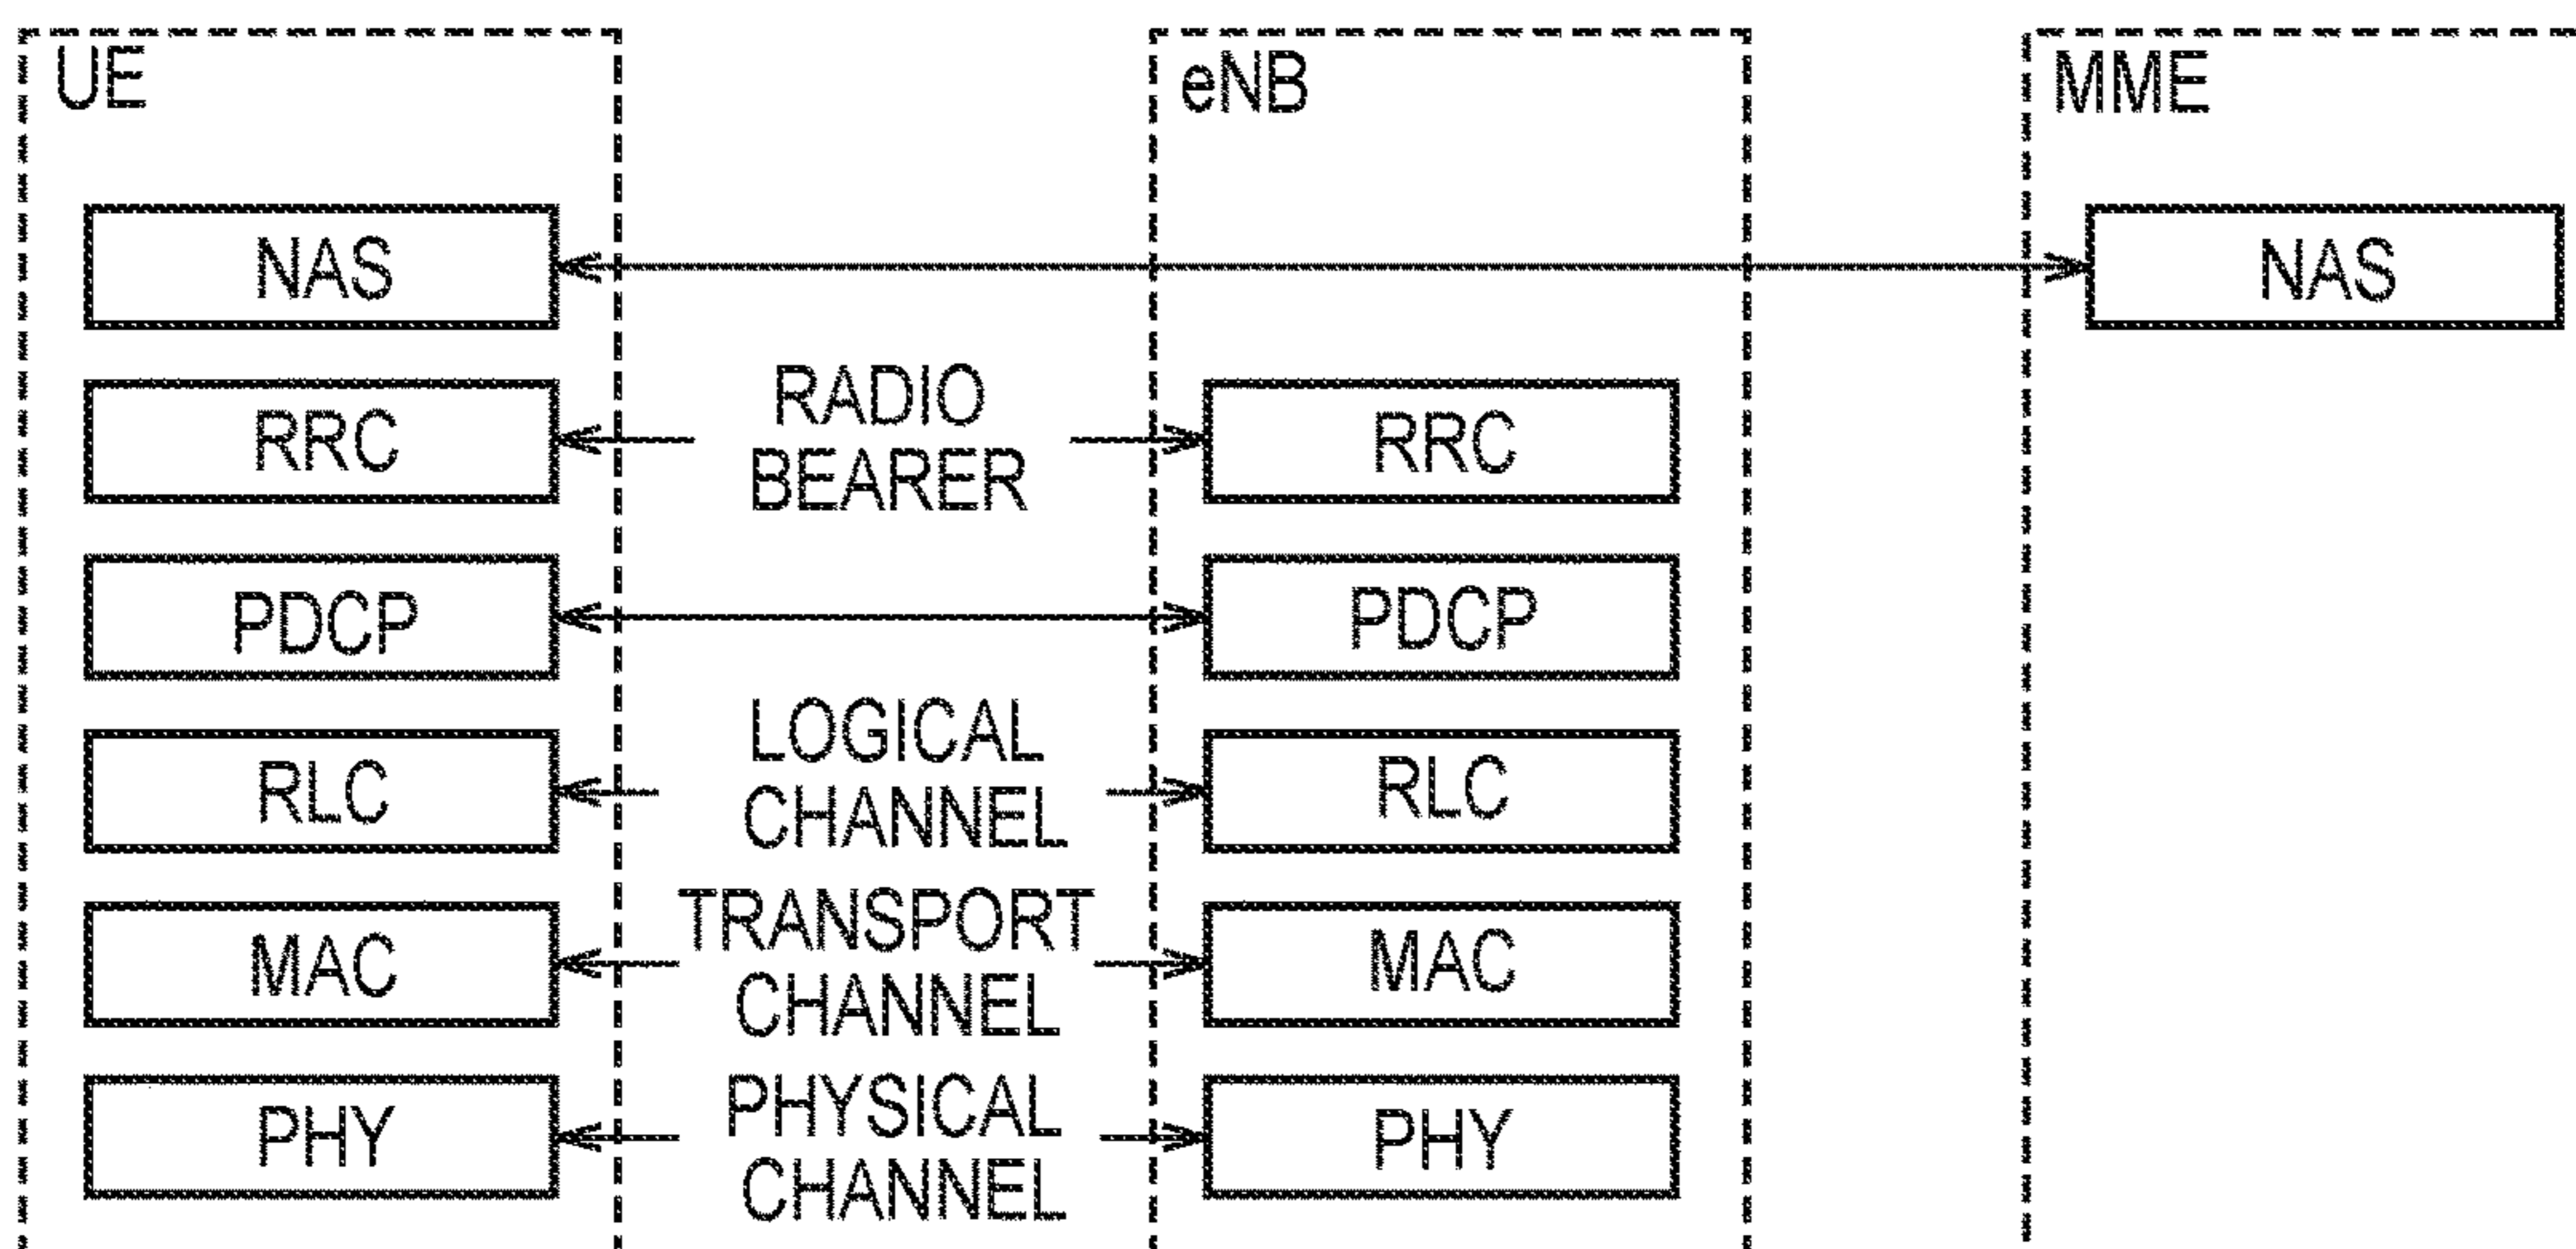 UE
eNB
MME
NAS
NAS
RRC
RADIO
BEARER
RRC
PDCP
PDCP
RLC
LOGICAL
CHANNEL
RLC
MAC
TRANSPORT
CHANNEL
MAC
PHY
PHYSICAL
CHANNEL
PHY